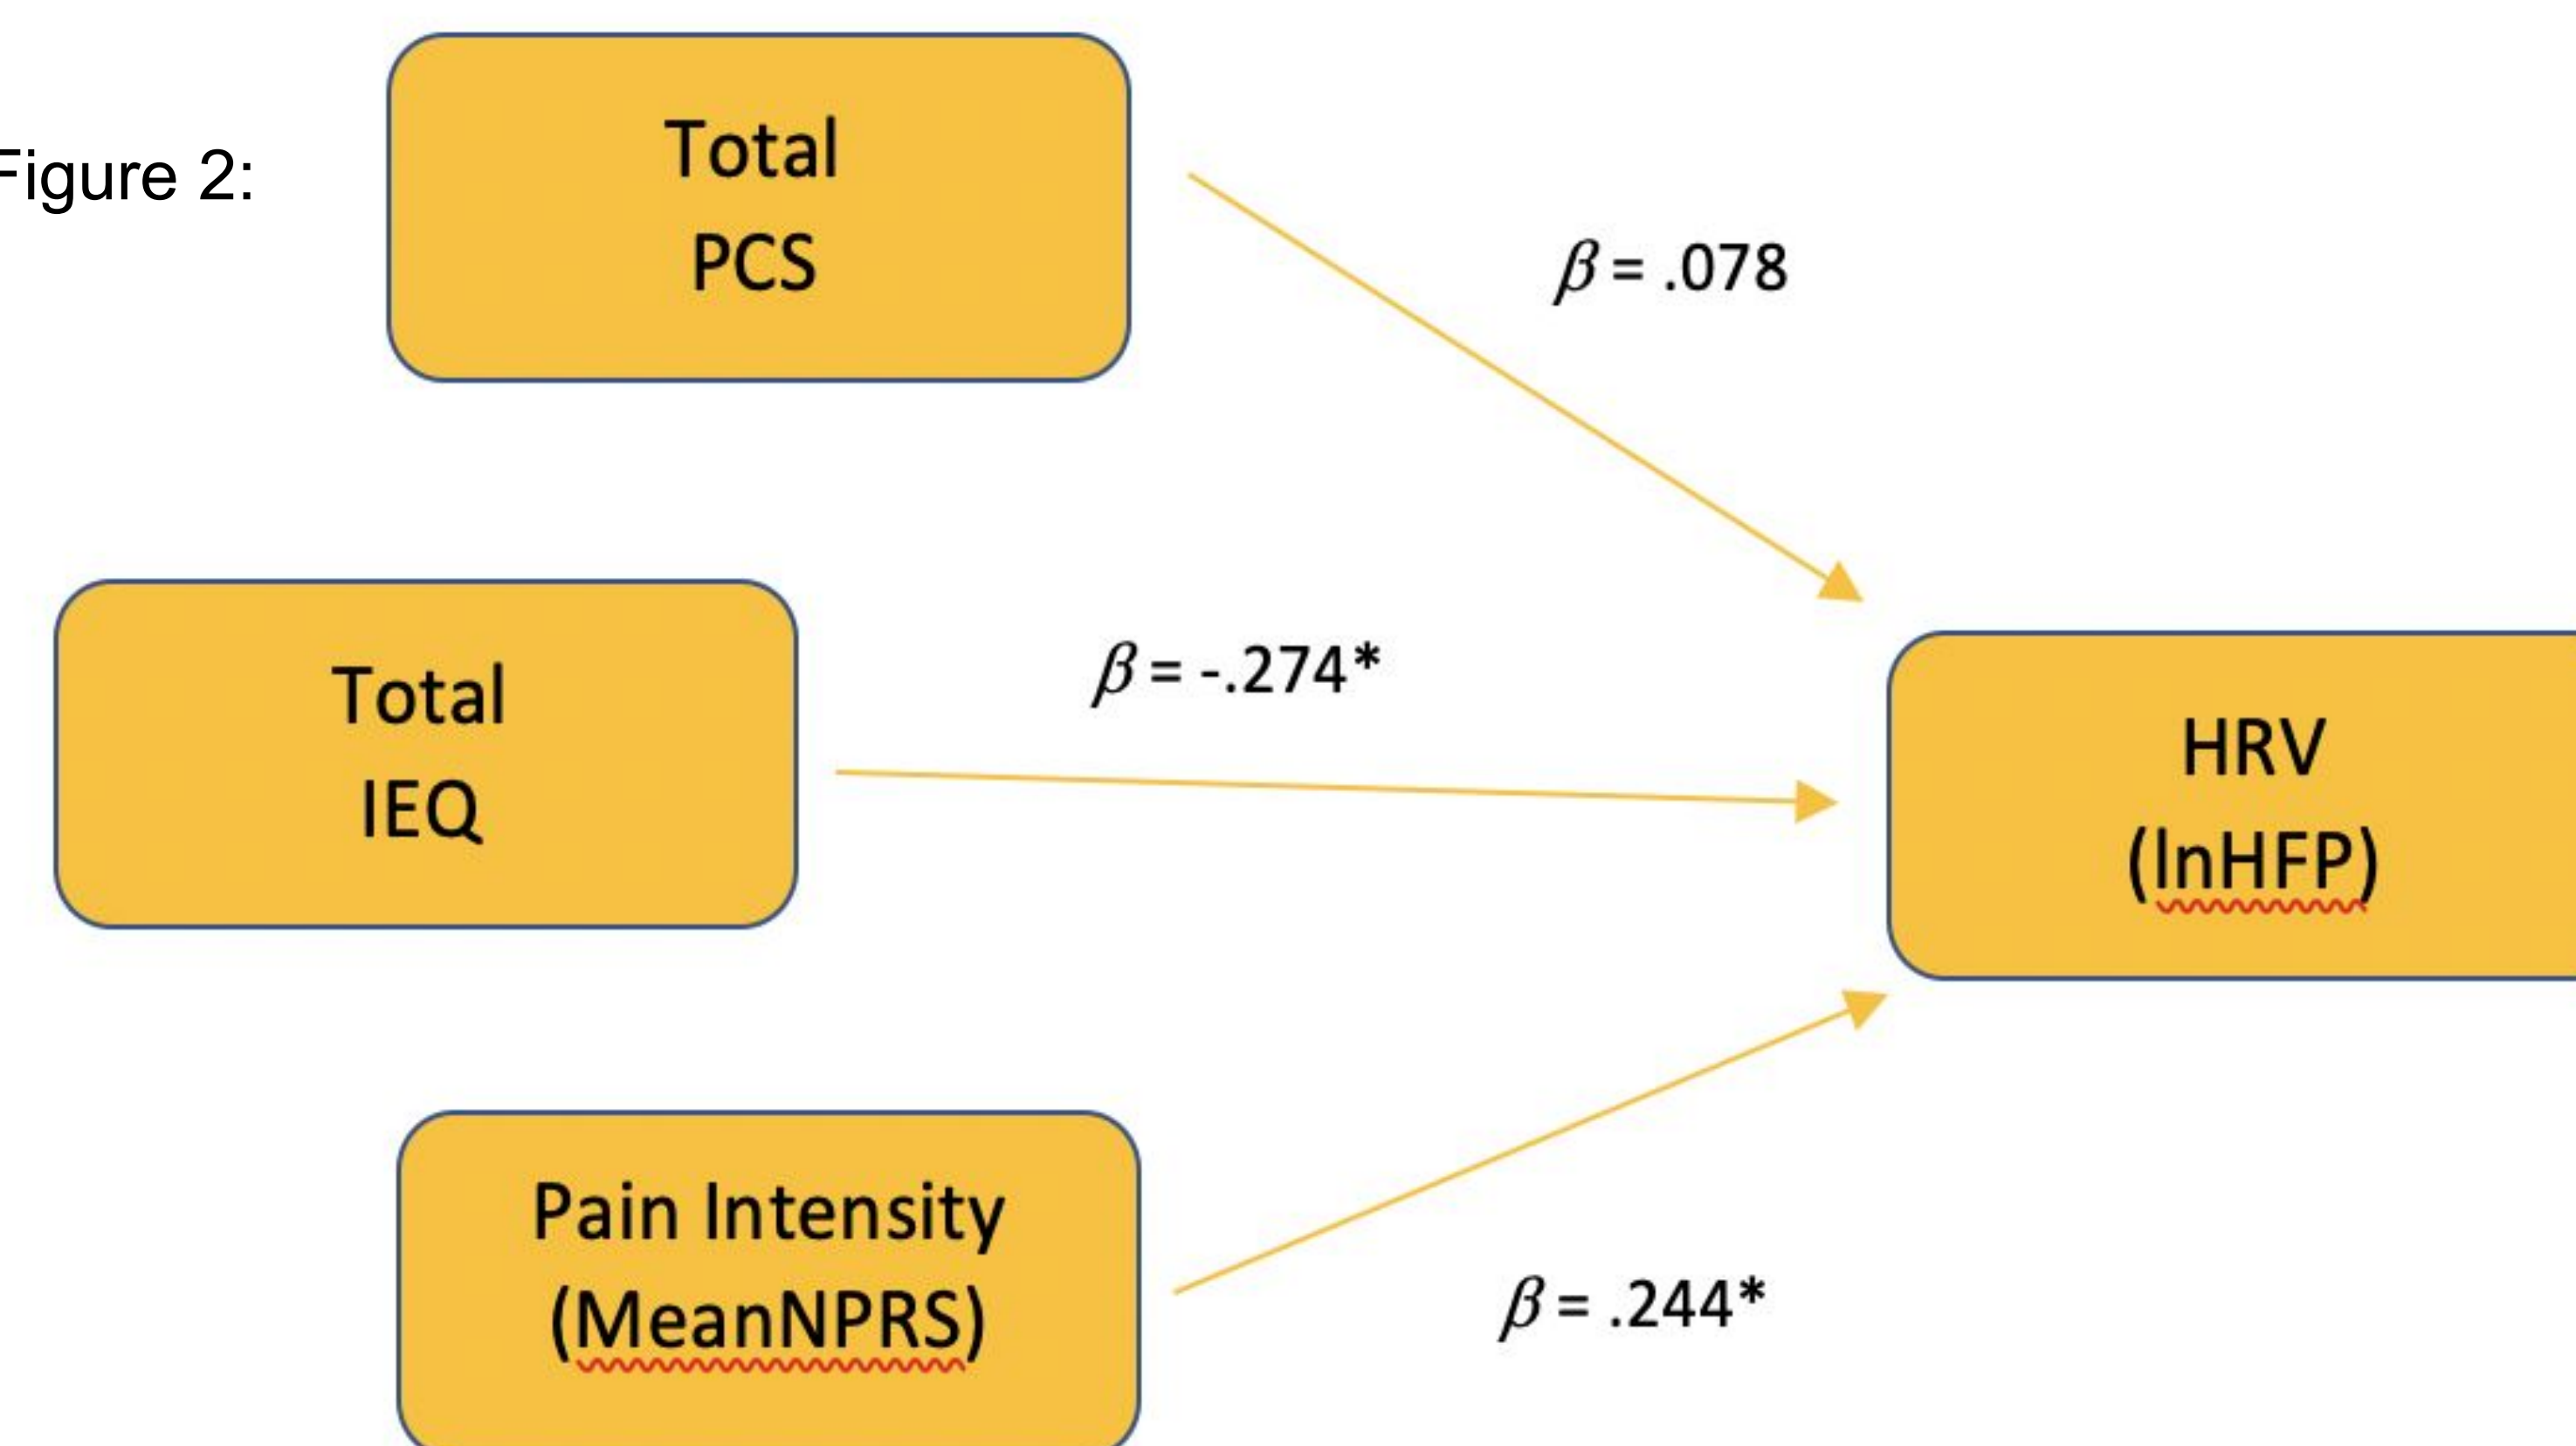 Figure 2:
Total
PCS
β = .078
Total
IEQ
β = -.274*
HRV
(lnHFP)
Pain Intensity
(MeanNPRS)
β = .244*